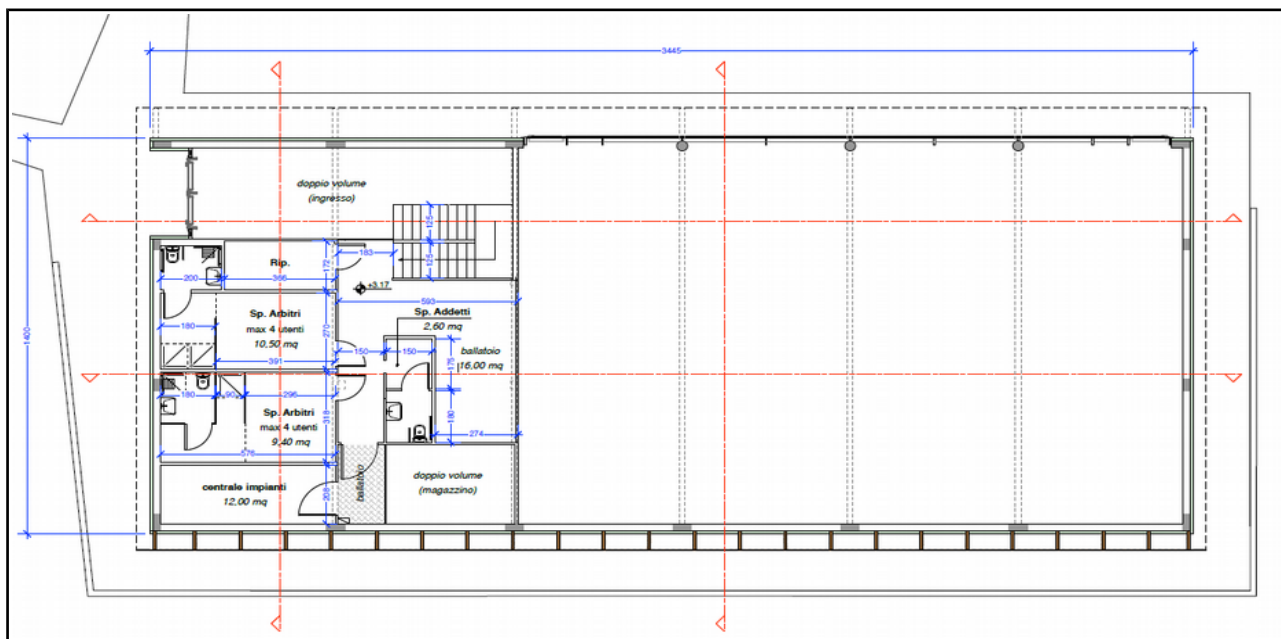 3445
1400
doppio volume
(ingresso)
125
125
183
172
200
Rip.
366
+3.17
593
Sp. Arbitri
max 4 utenti
10,50 mq
180
270
391
Sp. Addetti
2,60 mq
150
150
ballatoio
16,00 mq
175
180
90
296
Sp. Arbitri
max 4 utenti
9,40 mq
318
180
274
576
centrale impianti
12,00 mq
208
ballatoio
doppio volume
(magazzino)